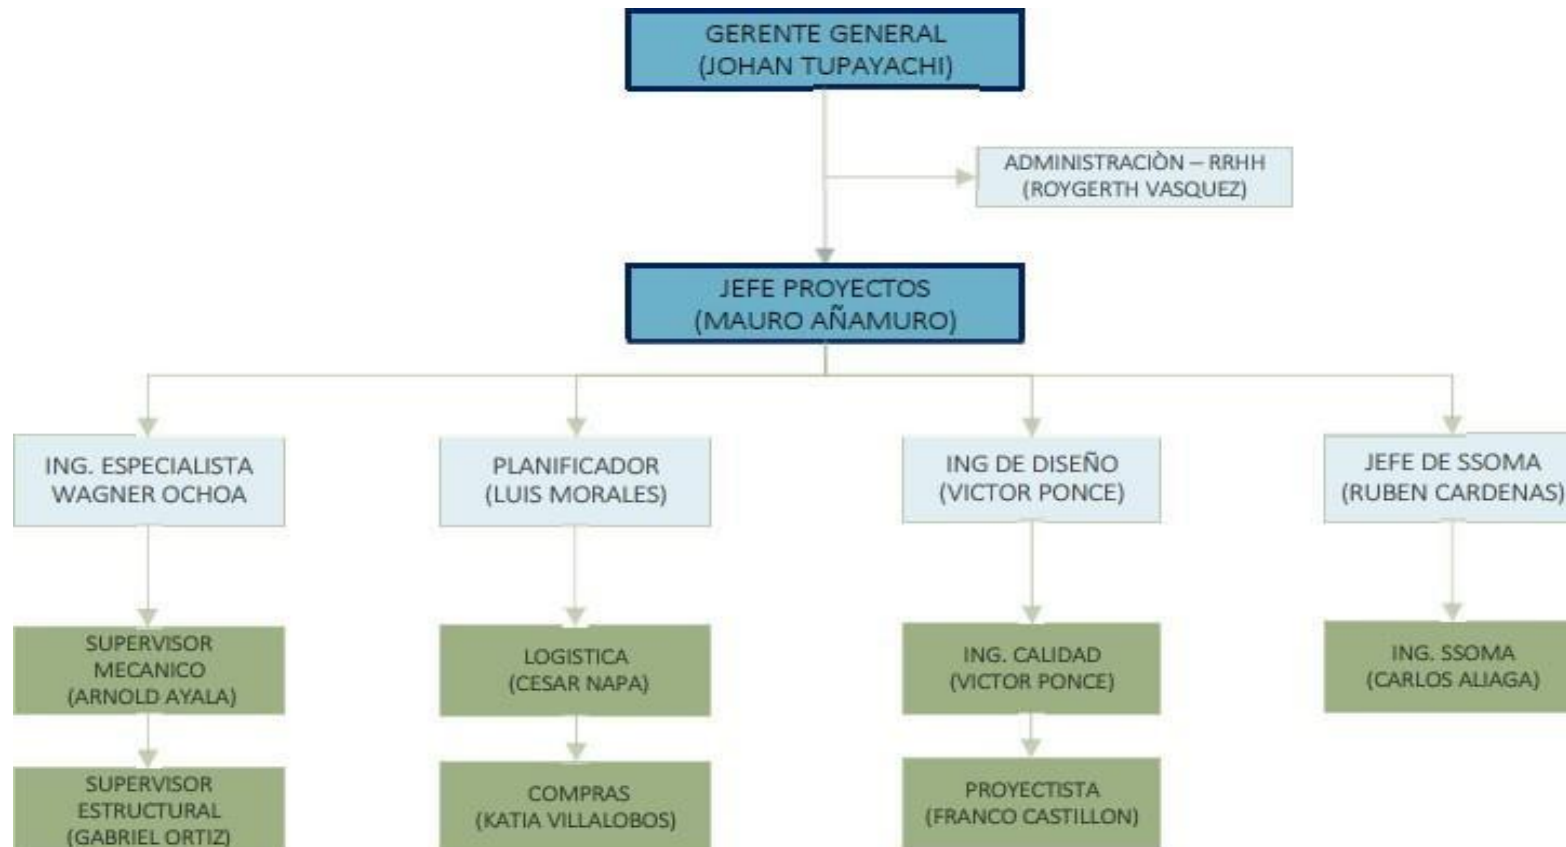 GERENTE GENERAL
(JOHAN TUPAYACHI)
ADMINISTRACIÒN – RRHH
(ROYGERTH VASQUEZ)
JEFE PROYECTOS
(MAURO AÑAMURO)
ING. ESPECIALISTA
WAGNER OCHOA
PLANIFICADOR
(LUIS MORALES)
ING DE DISEÑO
(VICTOR PONCE)
JEFE DE SSOMA
(RUBEN CARDENAS)
SUPERVISOR
MECANICO
(ARNOLD AYALA)
LOGISTICA
(CESAR NAPA)
ING. CALIDAD
(VICTOR PONCE)
ING. SSOMA
(CARLOS ALIAGA)
SUPERVISOR
ESTRUCTURAL
(GABRIEL ORTIZ)
COMPRAS
(KATIA VILLALOBOS)
PROYECTISTA
(FRANCO CASTILLON)